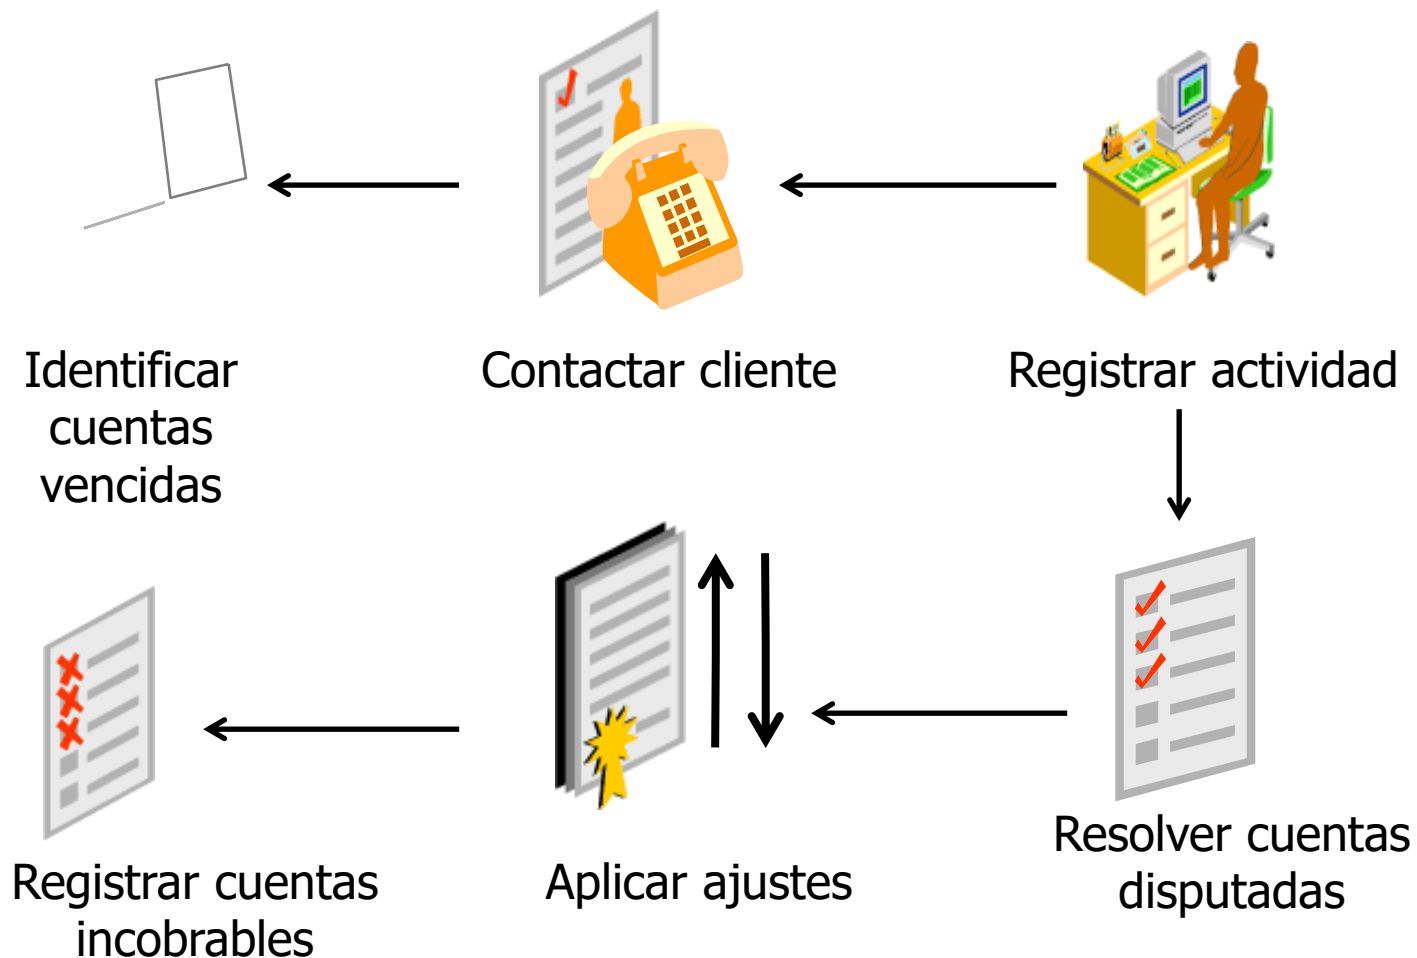 Identificar
cuentas
vencidas
Contactar cliente
Registrar actividad
Registrar cuentas
incobrables
Aplicar ajustes
Resolver cuentas
disputadas